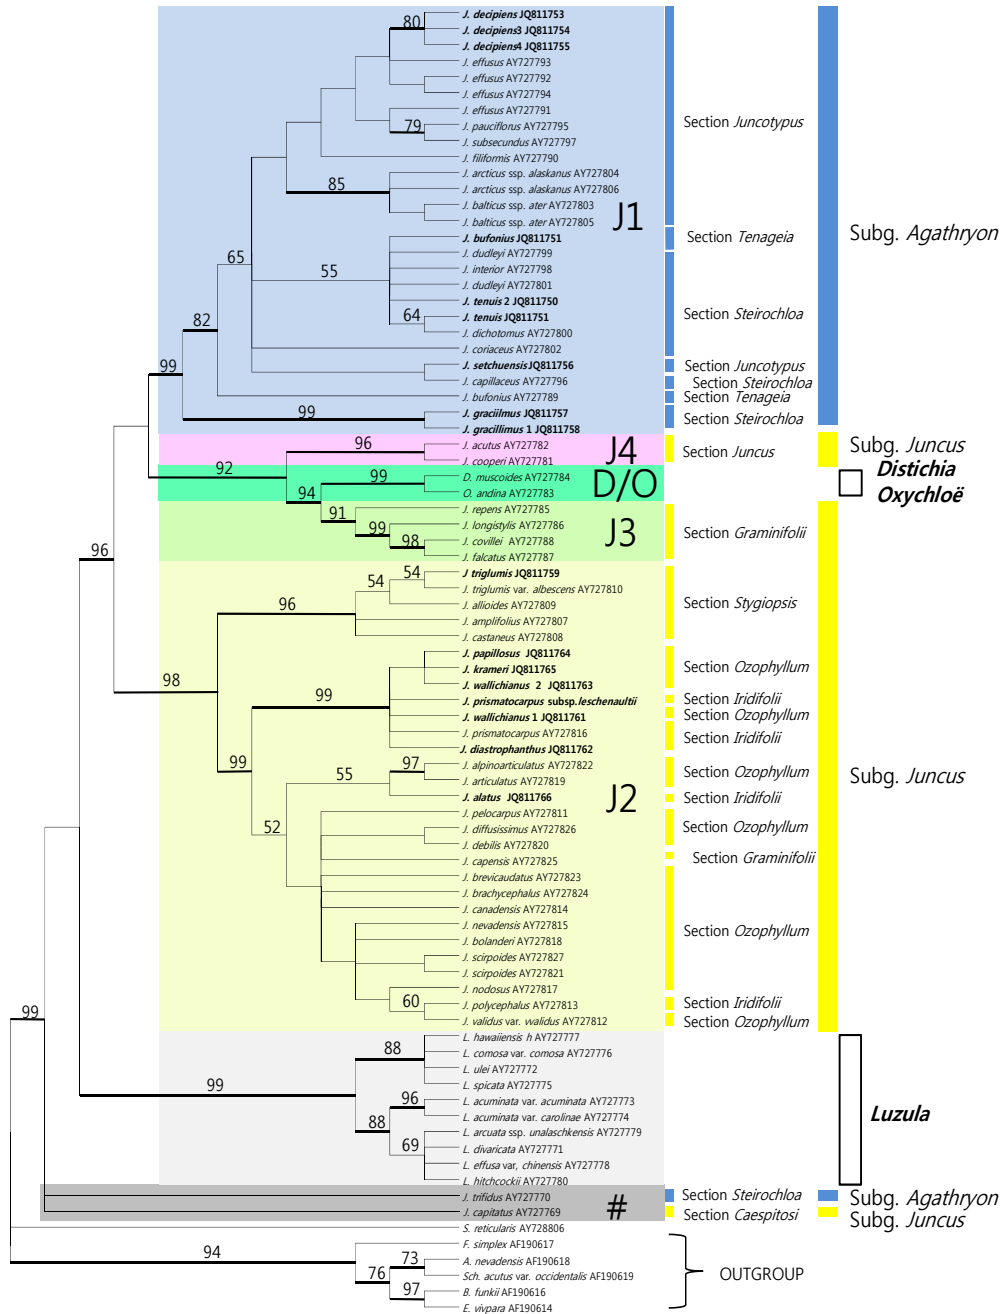 80
J. decipiens JQ811753
J. decipiens3 JQ811754
J. decipiens4 JQ811755
J. effusus AY727793
J. effusus AY727792
J. effusus AY727794
J. effusus AY727791
79
J. pauciflorus AY727795
J. subsecundus AY727797
J. filiformis AY727790
85
J. arcticus ssp. alaskanus AY727804
J. arcticus ssp. alaskanus AY727806
J. balticus ssp. ater AY727803
J. balticus ssp. ater AY727805
J1
Section Juncotypus
65
55
J. bufonius JQ811751
Section Tenageia
Subg. Agathryon
J. dudleyi AY727799
J. interior AY727798
J. dudleyi AY727801
J. tenuis 2 JQ811750
64
J. tenuis JQ811751
J. dichotomus AY727800
J. coriaceus AY727802
Section Steirochloa
82
J. setchuensis JQ811756
Section Juncotypus
J. capillaceus AY727796
Section Steirochloa
99
J. bufonius AY727789
Section Tenageia
99
J. graciilmus JQ811757
J. gracillimus 1 JQ811758
Section Steirochloa
96
J. acutus AY727782
J. cooperi AY727781
J4
Section Juncus
Subg. Juncus
92
99
D. muscoides AY727784
O. andina AY727783
D/O
Distichia
Oxychloë
94
91
J. repens AY727785
99
J. longistylis AY727786
98
J. covillei AY727788
J. falcatus AY727787
J3
Section Graminifolii
96
54
54
J triglumis JQ811759
J. triglumis var. albescens AY727810
96
J. allioides AY727809
J. amplifolius AY727807
J. castaneus AY727808
Section Stygiopsis
98
99
J. papillosus JQ811764
J. krameri JQ811765
J. wallichianus 2 JQ811763
Section Ozophyllum
J. prismatocarpus subsp.leschenaultii
Section Iridifolii
J. wallichianus 1 JQ811761
Section Ozophyllum
J. prismatocarpus AY727816
J. diastrophanthus JQ811762
Section Iridifolii
99
55
97
J. alpinoarticulatus AY727822
J. articulatus AY727819
Section Ozophyllum
J. alatus JQ811766
Section Iridifolii
J2
Subg. Juncus
52
J. pelocarpus AY727811
J. diffusissimus AY727826
J. debilis AY727820
Section Ozophyllum
J. capensis AY727825
Section Graminifolii
J. brevicaudatus AY727823
J. brachycephalus AY727824
J. canadensis AY727814
J. nevadensis AY727815
J. bolanderi AY727818
J. scirpoides AY727827
J. scirpoides AY727821
J. nodosus AY727817
Section Ozophyllum
60
J. polycephalus AY727813
Section Iridifolii
J. validus var. validus AY727812
Section Ozophyllum
99
99
88
L. hawaiiensis h AY727777
L. comosa var. comosa AY727776
L. ulei AY727772
L. spicata AY727775
96
L. acuminata var. acuminata AY727773
L. acuminata var. carolinae AY727774
88
69
L. arcuata ssp. unalaschkensis AY727779
L. divaricata AY727771
L. effusa var, chinensis AY727778
L. hitchcockii AY727780
Luzula
J. trifidus AY727770
Section Steirochloa
Subg. Agathryon
J. capitatus AY727769
#
Section Caespitosi
Subg. Juncus
S. reticularis AY728806
94
F. simplex AF190617
73
A. nevadensis AF190618
Sch. acutus var. occidentalis AF190619
76
97
B. funkii AF190616
E. vivpara AF190614
OUTGROUP